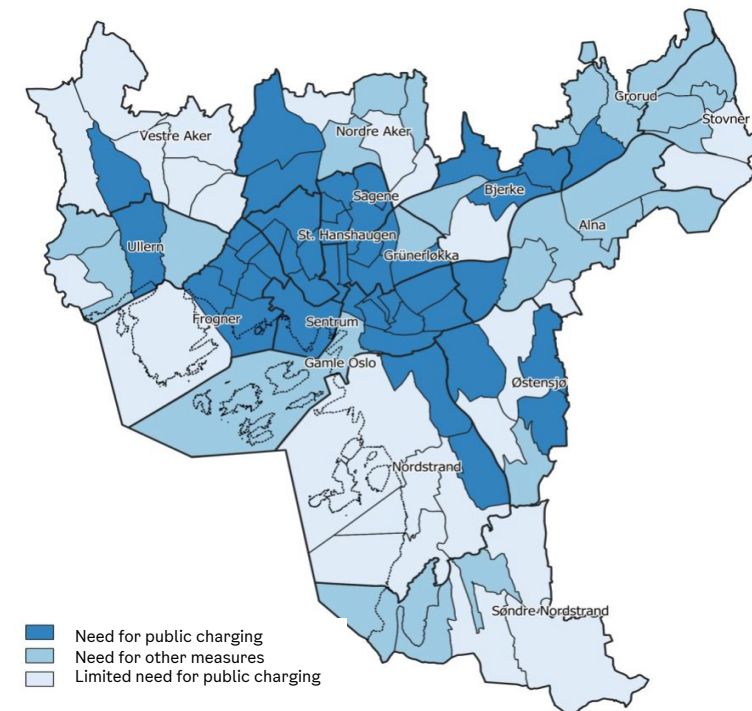 Grorud
Stovner
Vestre Aker
Nordre Aker
Sagene
Bjerke
Alna
St. Hanshaugen
Ullern
Grünerløkka
Frogner
Sentrum
Gamle Oslo
Østensjø
Nordstrand
Søndre Nordstrand
Need for public charging
Need for other measures
Limited need for public charging